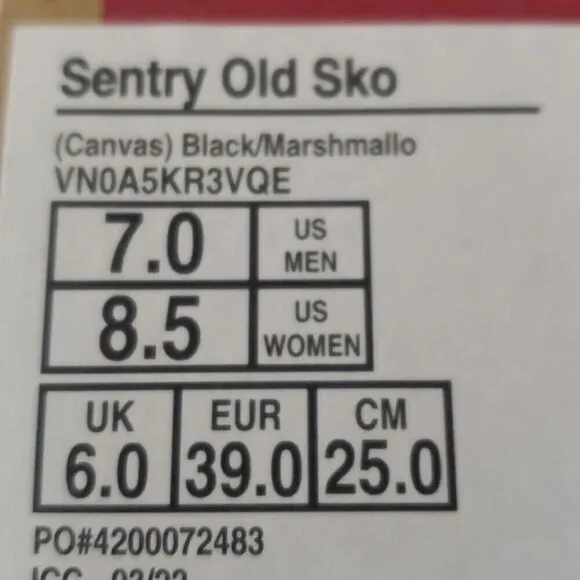 Sentry Old Sko
(Canvas) Black/Marshmallo
VN0A5KR3VQE
7.0 US MEN
8.5 US WOMEN
UK EUR CM
6.0 39.0 25.0
PO#4200072483